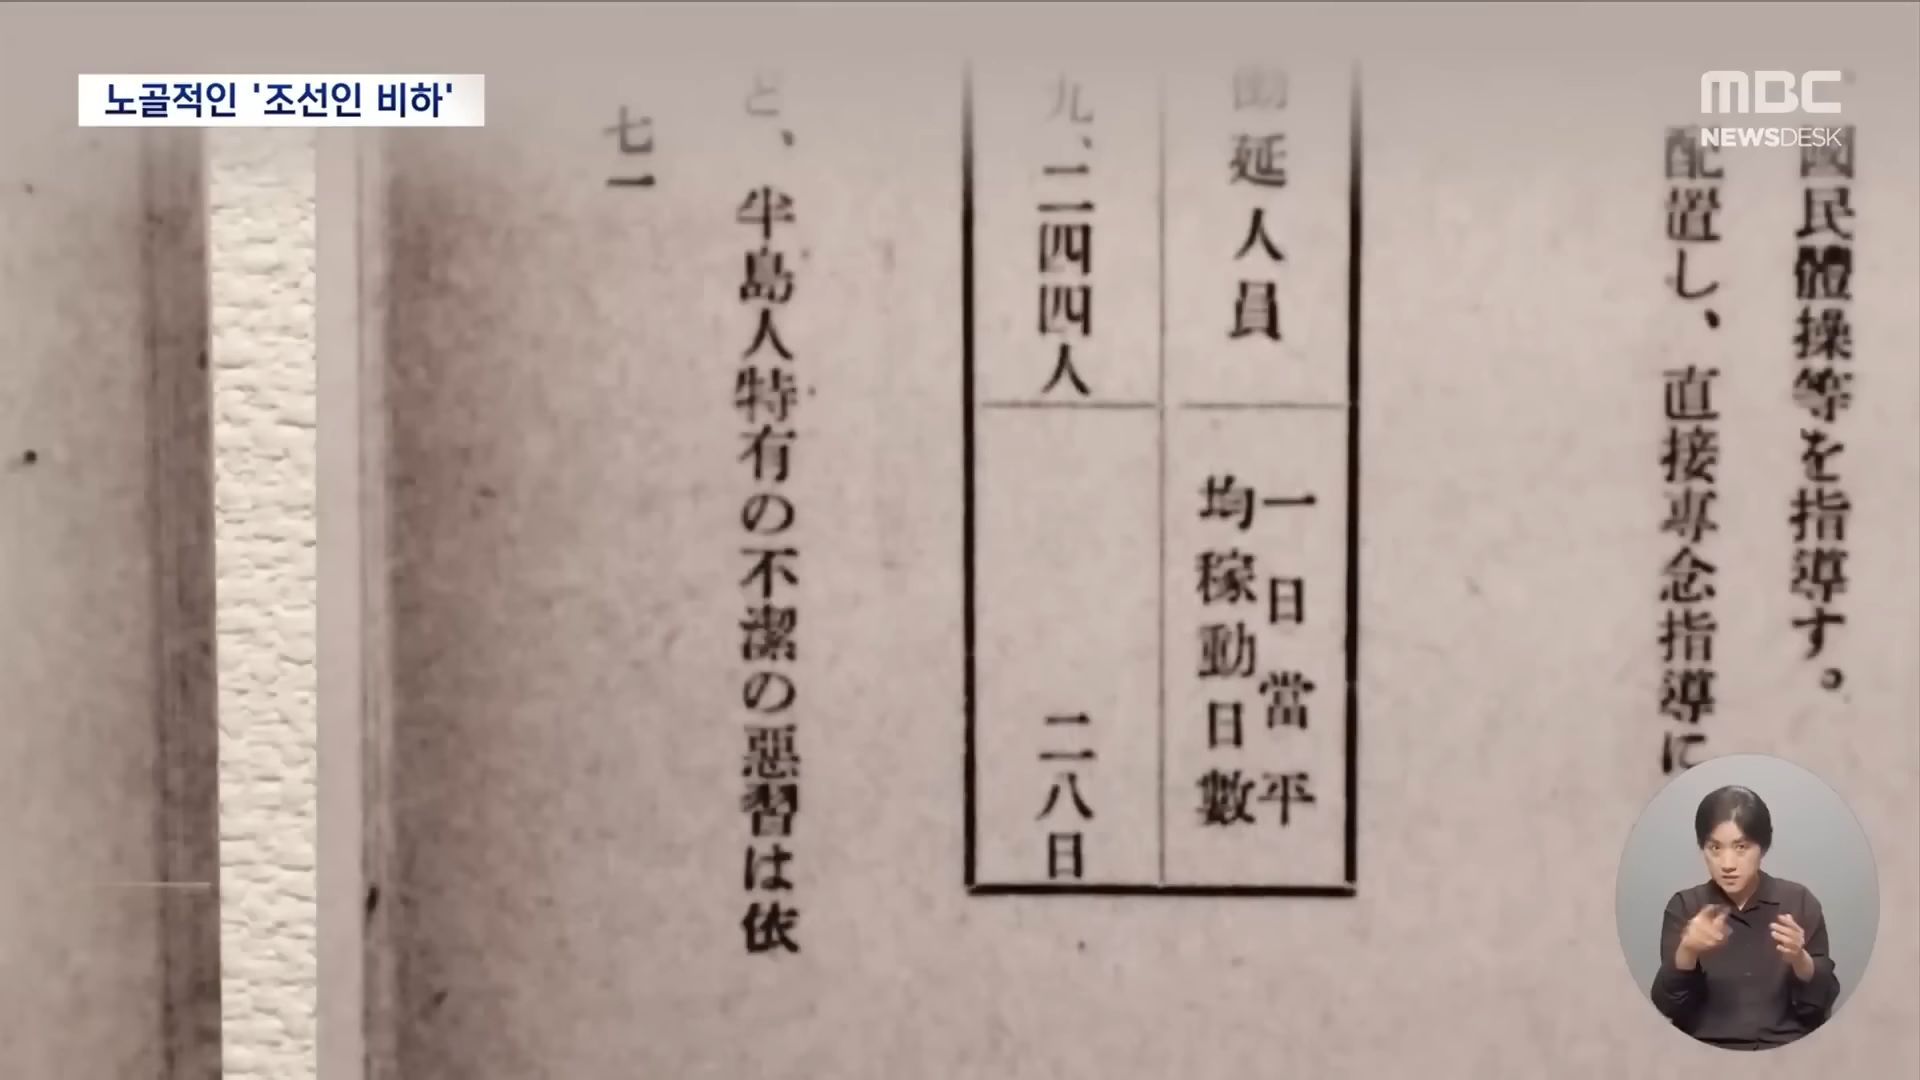 노골적인 '조선인 비하'
MBC
NEWSDESK
國民體操等を指導す。
配置し、直接専念指導に
延人員
一日當平
均稼動日數
九、二四四人
二八日
と、半島人特有の不潔の惡習は依
七一